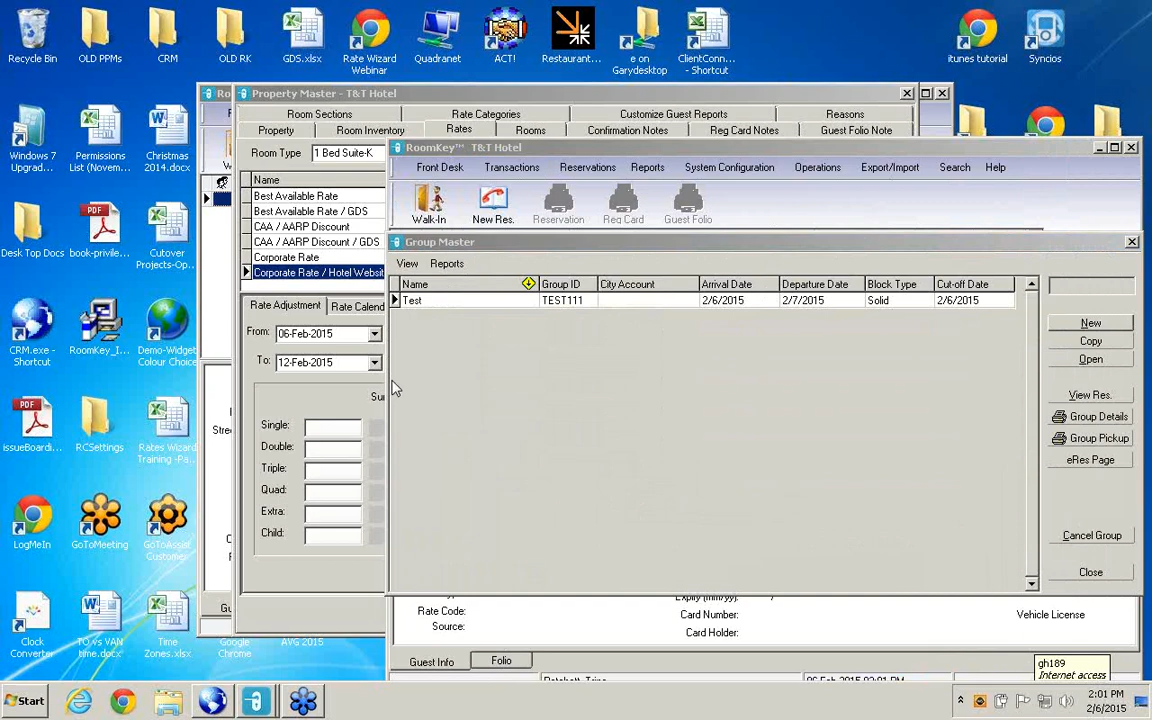 Recycle Bin
OLD PPMs
CRM
OLD RK
GDS.xlsx
Rate Wizard
Webinar
Quadranet
ACT!
Restaurant...
e on
Garydesktop
ClientConn...
- Shortcut
itunes tutorial
Syncios
Windows 7
Upgrad...
Permissions
List (Novem...
Christmas
2014.docx
Desk Top Docs
book-privile...
Cutover
Projects-Op...
CRM.exe -
Shortcut
RoomKey_I...
Demo-Widget
Colour Choice
issueBoardi...
RCSettings
Rates Wizard
Training -Pa...
LogMeIn
GoToMeeting
GoToAssist
Customer
Clock
Converter
TO vs VAN
time.docx
Time
Zones.xlsx
Google
Chrome
AVG 2015
Property Master - T&T Hotel
Room Sections
Rate Categories
Customize Guest Reports
Reasons
Property
Room Inventory
Rates
Rooms
Confirmation Notes
Reg Card Notes
Guest Folio Note
Room Type
1 Bed Suite-K
Name
Best Available Rate
Best Available Rate / GDS
CAA / AARP Discount
CAA / AARP Discount / GDS
Corporate Rate
Corporate Rate / Hotel Websit
Rate Adjustment
Rate Calend
From:
06-Feb-2015
To:
12-Feb-2015
Su
Single:
Double:
Triple:
Quad:
Extra:
Child:
RoomKey™ T&T Hotel
Front Desk
Transactions
Reservations
Reports
System Configuration
Operations
Export/Import
Search
Help
Walk-In
New Res.
Reservation
Reg Card
Guest Folio
Group Master
View
Reports
Name
Group ID
City Account
Arrival Date
Departure Date
Block Type
Cut-off Date
Test
TEST111
2/6/2015
2/7/2015
Solid
2/6/2015
New
Copy
Open
View Res.
Group Details
Group Pickup
eRes Page
Cancel Group
Close
Expiry (mm/yy):
/
Rate Code:
Card Number:
Vehicle License
Source:
Card Holder:
Guest Info
Folio
gh189
Internet access
Start
2:01 PM
2/6/2015